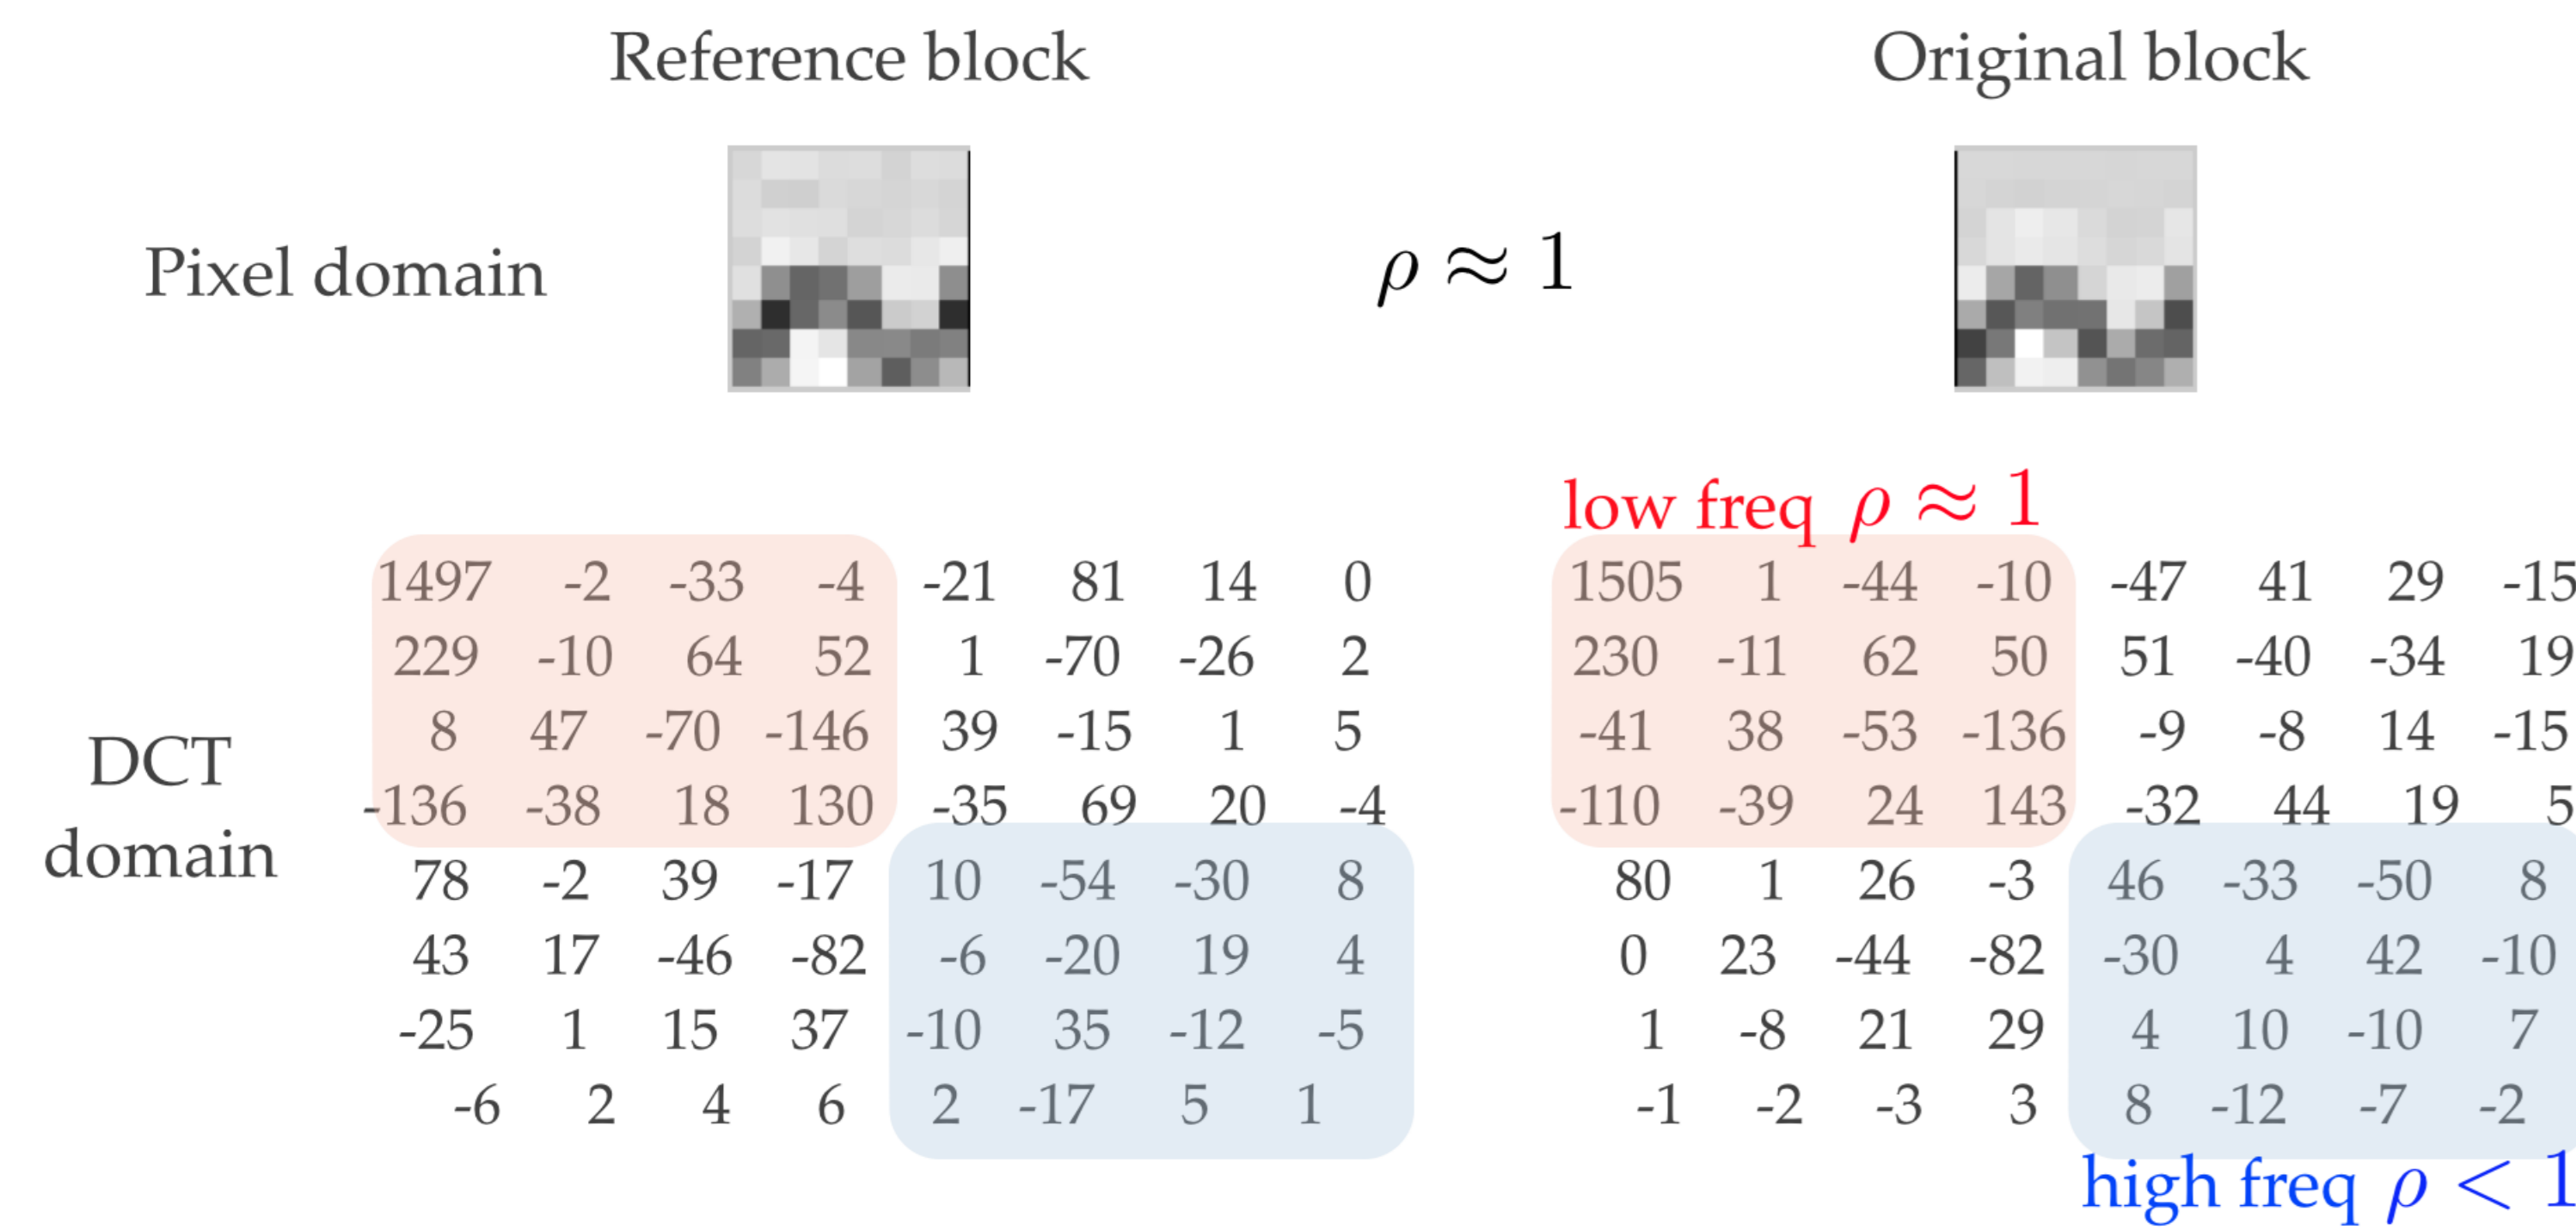 Reference block
Original block
Pixel domain
ρ ≈ 1
low freq ρ ≈ 1
DCT
domain
1497 -2 -33 -4 -21 81 14 0
229 -10 64 52 1 -70 -26 2
8 47 -70 -146 39 -15 1 5
-136 -38 18 130 -35 69 20 -4
78 -2 39 -17 10 -54 -30 8
43 17 -46 -82 -6 -20 19 4
-25 1 15 37 -10 35 -12 -5
-6 2 4 6 2 -17 5 1
1505 1 -44 -10 -47 41 29 -15
230 -11 62 50 51 -40 -34 19
-41 38 -53 -136 -9 -8 14 -15
-110 -39 24 143 -32 44 19 5
80 1 26 -3 46 -33 -50 8
0 23 -44 -82 -30 4 42 -10
1 -8 21 29 4 10 -10 7
-1 -2 -3 3 8 -12 -7 -2
high freq ρ < 1